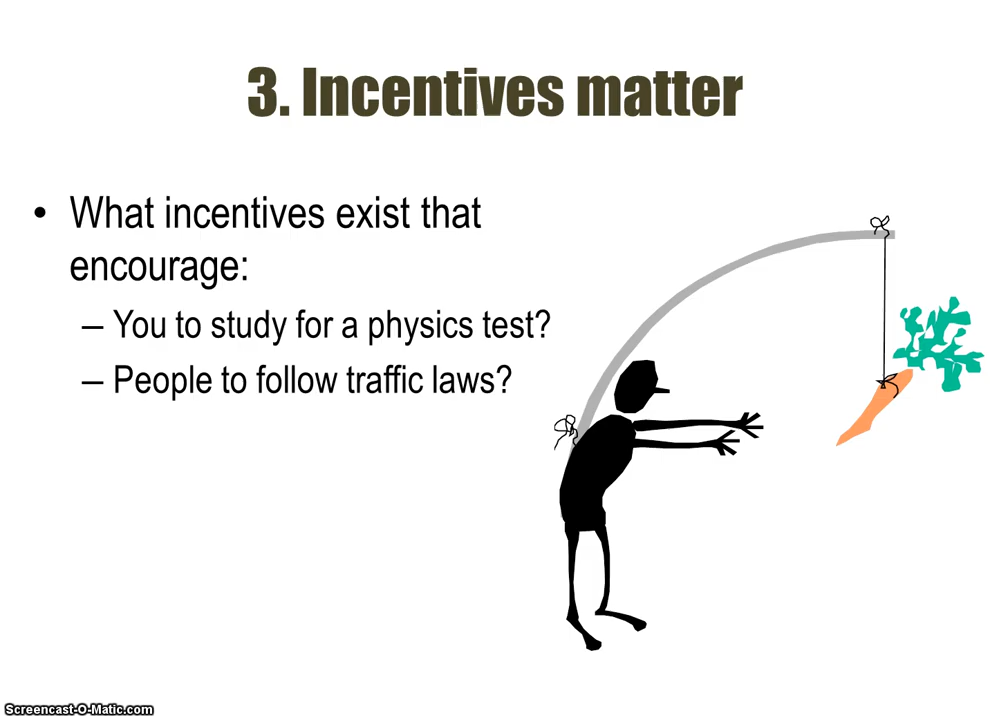 3. Incentives matter
• What incentives exist that
encourage:
– You to study for a physics test?
– People to follow traffic laws?
Screencast-O-Matic.com